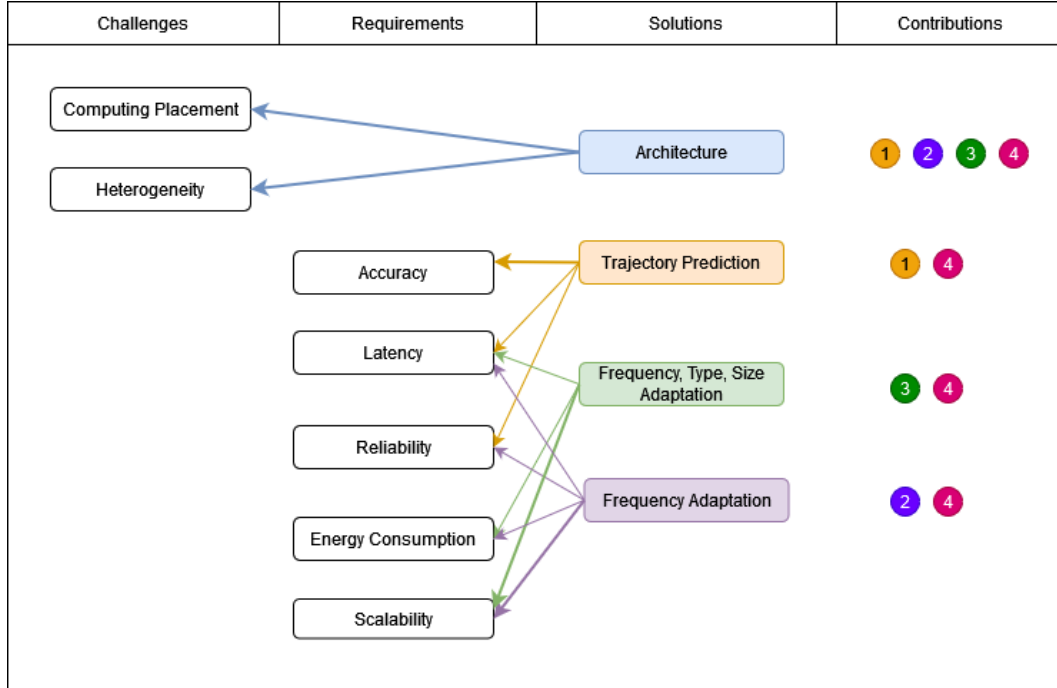 Challenges
Requirements
Solutions
Contributions
Computing Placement
Architecture
1 2 3 4
Heterogeneity
Accuracy
Trajectory Prediction
1 4
Latency
Frequency, Type, Size
Adaptation
3 4
Reliability
Frequency Adaptation
2 4
Energy Consumption
Scalability